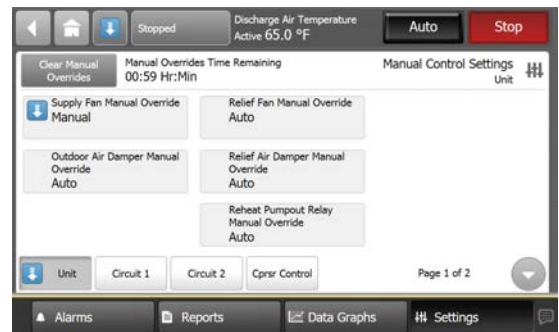 Stopped
Discharge Air Temperature
Active 65.0 °F
Auto
Stop
Clear Manual
Overrides
Manual Overrides Time Remaining
00:59 Hr:Min
Manual Control Settings
Unit
Supply Fan Manual Override
Manual
Relief Fan Manual Override
Auto
Outdoor Air Damper Manual
Override
Auto
Relief Air Damper Manual
Override
Auto
Reheat Pumpout Relay
Manual Override
Auto
Unit
Circuit 1
Circuit 2
Cprsr Control
Page 1 of 2
Alarms
Reports
Data Graphs
Settings